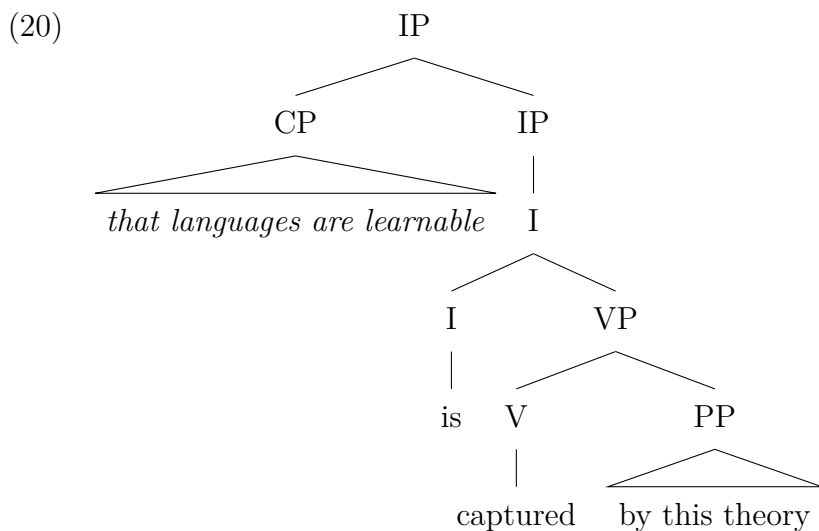 (20) IP
CP IP
that languages are learnable I
I VP
is V PP
captured by this theory